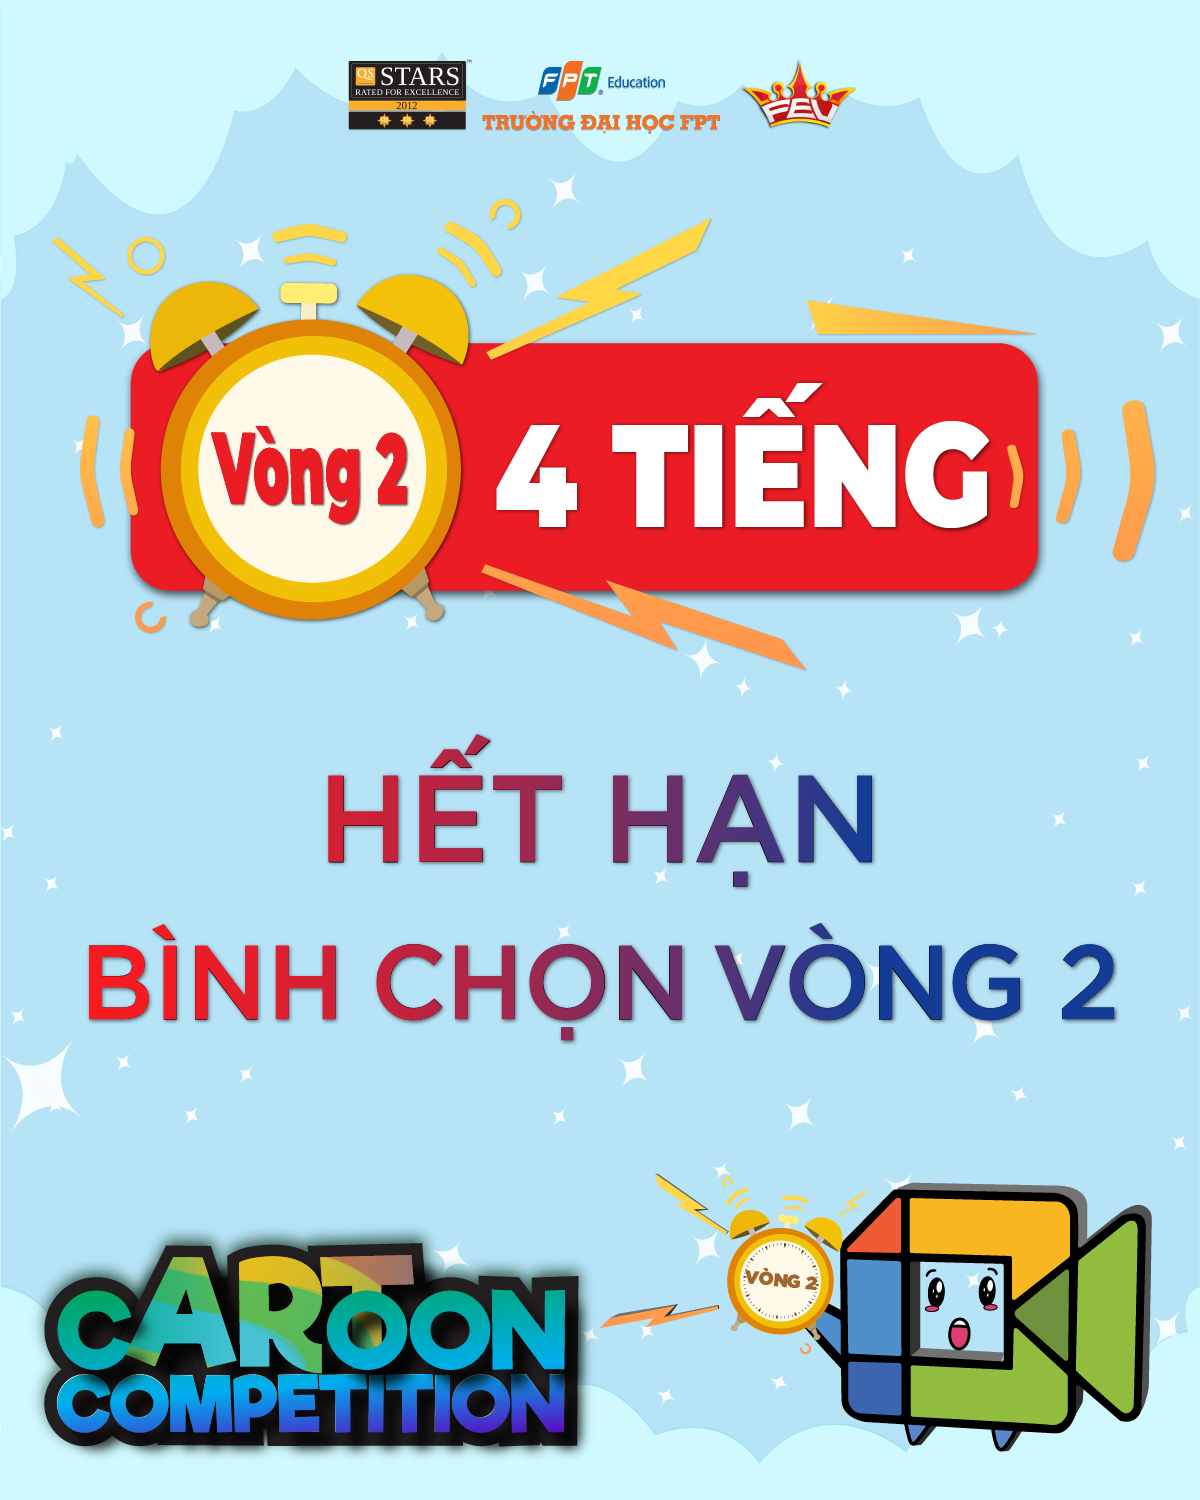 QS STARS™
RATED FOR EXCELLENCE
2012
FPT® Education
TRƯỜNG ĐẠI HỌC FPT
FEV
Vòng 2
4 TIẾNG
HẾT HẠN
BÌNH CHỌN VÒNG 2
VÒNG 2
CARTOON
COMPETITION